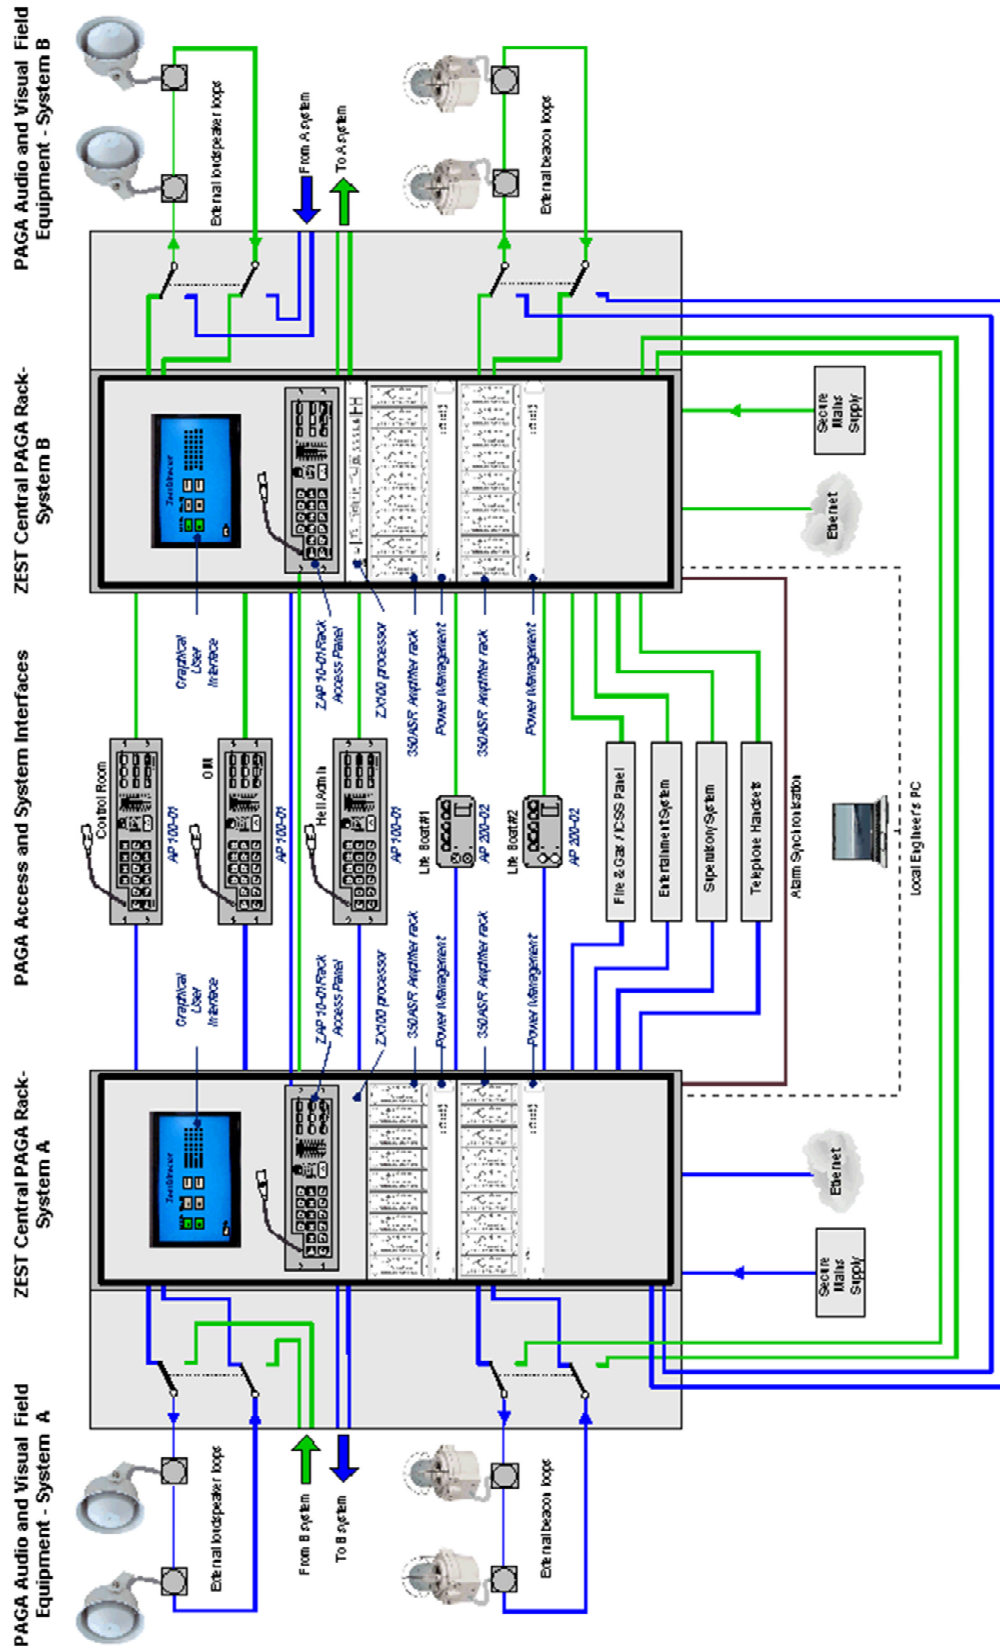 PAGA Audio and Visual Field
Equipment - System A
ZEST Central PAGA Rack-
System A
PAGA Access and System Interfaces
ZEST Central PAGA Rack-
System B
PAGA Audio and Visual Field
Equipment - System B
External loudspeaker loops
From B system
To B system
External beacon loops
Secure
Mains
Supply
Ethernet
Graphical
User
Interface
ZAP 10-01 Rack
Access Panel
ZX100 processor
350ASR Amplifier rack
Power Management
350ASR Amplifier rack
Power Management
Control Room
AP 100-01
OIM
AP 100-01
Heli Admin
AP 100-01
Life Boat #1
AP 200-02
Life Boat #2
AP 200-02
Fire & Gas / ICSS Panel
Entertainment System
Supervisory System
Telephone Handsets
Alarm Synchronisation
Local Engineer's PC
Graphical
User
Interface
ZAP 10-01 Rack
Access Panel
ZX100 processor
350ASR Amplifier rack
Power Management
350ASR Amplifier rack
Power Management
Ethernet
Secure
Mains
Supply
External loudspeaker loops
From A system
To A system
External beacon loops